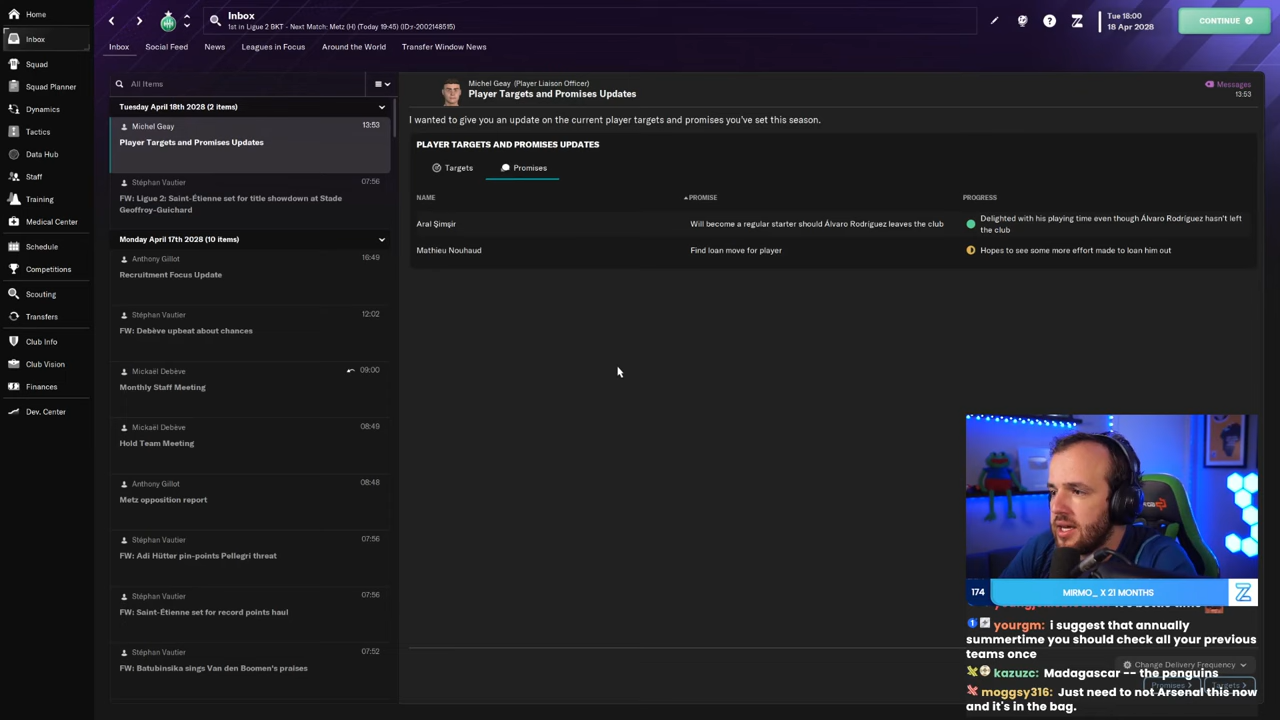 Home
Inbox
1st in Ligue 2 BKT - Next Match: Metz (H) (Today 19:45) (ID:r-2002148515)
Tue 18:00
18 Apr 2028
CONTINUE
Inbox
Squad
Squad Planner
Dynamics
Tactics
Data Hub
Staff
Training
Medical Center
Schedule
Competitions
Scouting
Transfers
Club Info
Club Vision
Finances
Dev. Center
Inbox
Social Feed
News
Leagues in Focus
Around the World
Transfer Window News
All Items
Tuesday April 18th 2028 (2 items)
Michel Geay
13:53
Player Targets and Promises Updates
Stéphan Vautier
07:56
FW: Ligue 2: Saint-Étienne set for title showdown at Stade
Geoffroy-Guichard
Monday April 17th 2028 (10 items)
Anthony Gillot
16:49
Recruitment Focus Update
Stéphan Vautier
12:02
FW: Debève upbeat about chances
Mickaël Debève
09:00
Monthly Staff Meeting
Mickaël Debève
08:49
Hold Team Meeting
Anthony Gillot
08:48
Metz opposition report
Stéphan Vautier
07:56
FW: Adi Hütter pin-points Pellegri threat
Stéphan Vautier
07:56
FW: Saint-Étienne set for record points haul
Stéphan Vautier
07:52
FW: Batubinsika sings Van den Boomen's praises
Michel Geay (Player Liaison Officer)
Player Targets and Promises Updates
Messages
13:53
I wanted to give you an update on the current player targets and promises you've set this season.
PLAYER TARGETS AND PROMISES UPDATES
Targets
Promises
NAME
PROMISE
PROGRESS
Aral Şimşir
Will become a regular starter should Álvaro Rodríguez leaves the club
Delighted with his playing time even though Álvaro Rodríguez hasn't left
the club
Mathieu Nouhaud
Find loan move for player
Hopes to see some more effort made to loan him out
174
MIRMO_ X 21 MONTHS
yourgm: i suggest that annually
summertime you should check all your previous
teams once
Change Delivery Frequency
kazuzc: Madagascar -- the penguins
Promises
Targets
moggsy316: Just need to not Arsenal this now
and it's in the bag.